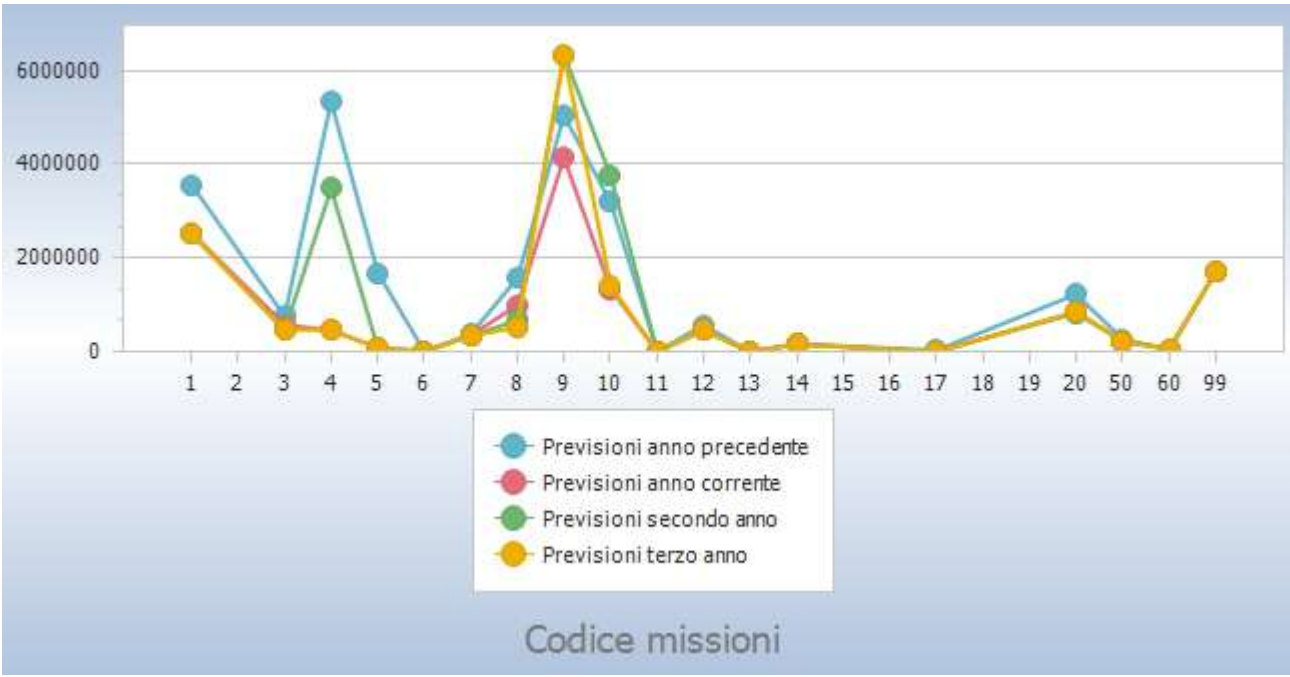 6000000
4000000
2000000
0
1 2 3 4 5 6 7 8 9 10 11 12 13 14 15 16 17 18 19 20 50 60 99
Previsioni anno precedente
Previsioni anno corrente
Previsioni secondo anno
Previsioni terzo anno
Codice missioni